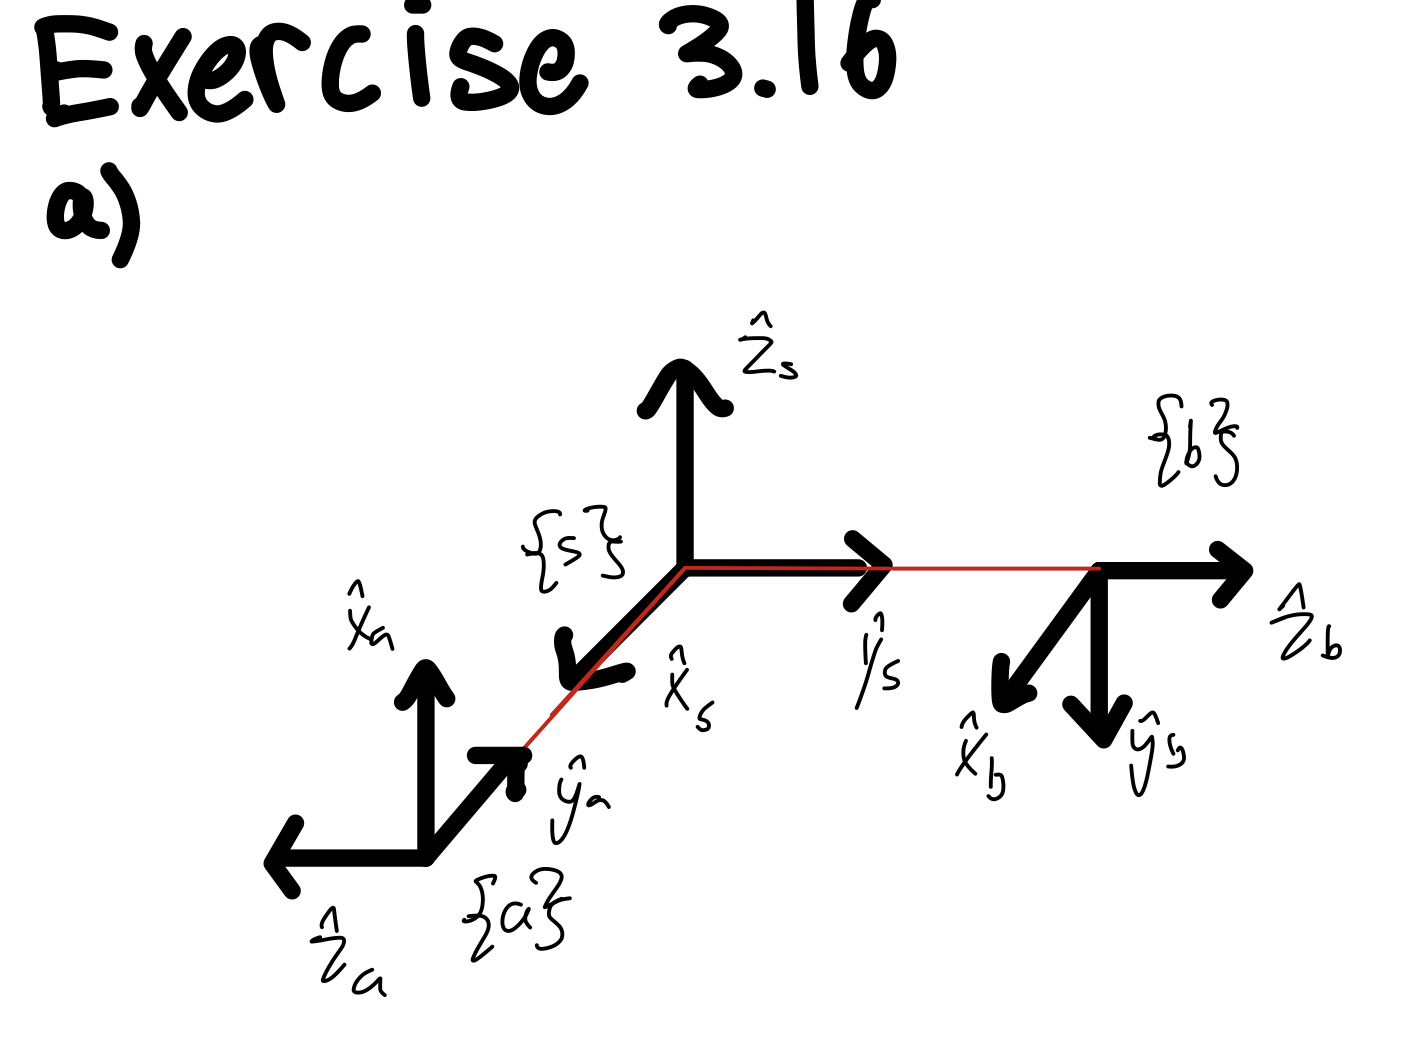 Exercise 3.16
a)
ẑs
{b}
{s}
x̂a
ẑb
x̂s
ŷs
x̂b
ŷb
ŷa
{a}
ẑa